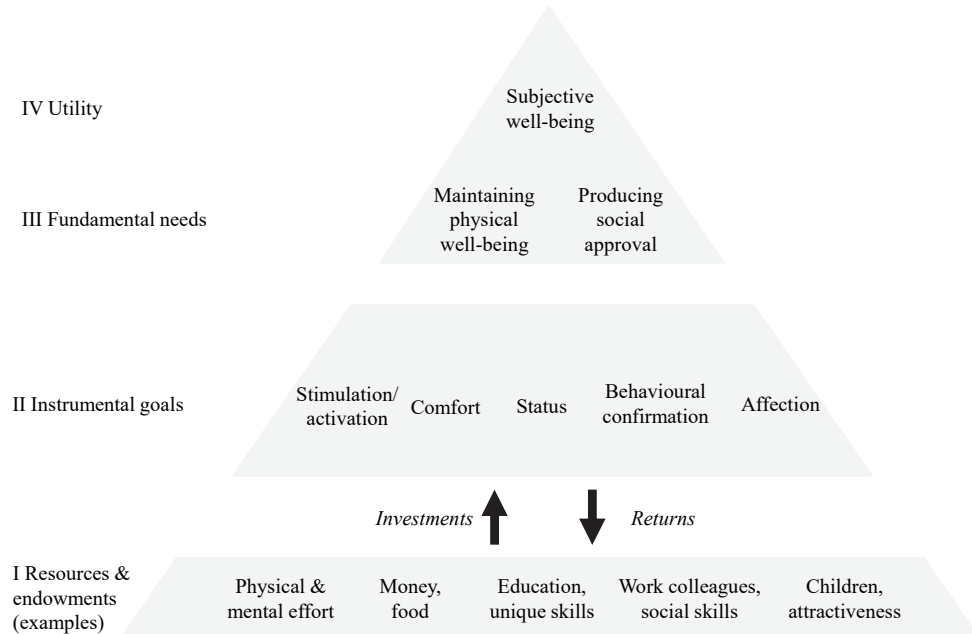 IV Utility
Subjective
well-being
III Fundamental needs
Maintaining
physical
well-being
Producing
social
approval
II Instrumental goals
Stimulation/
activation
Comfort
Status
Behavioural
confirmation
Affection
Investments
Returns
I Resources &
endowments
(examples)
Physical &
mental effort
Money,
food
Education,
unique skills
Work colleagues,
social skills
Children,
attractiveness